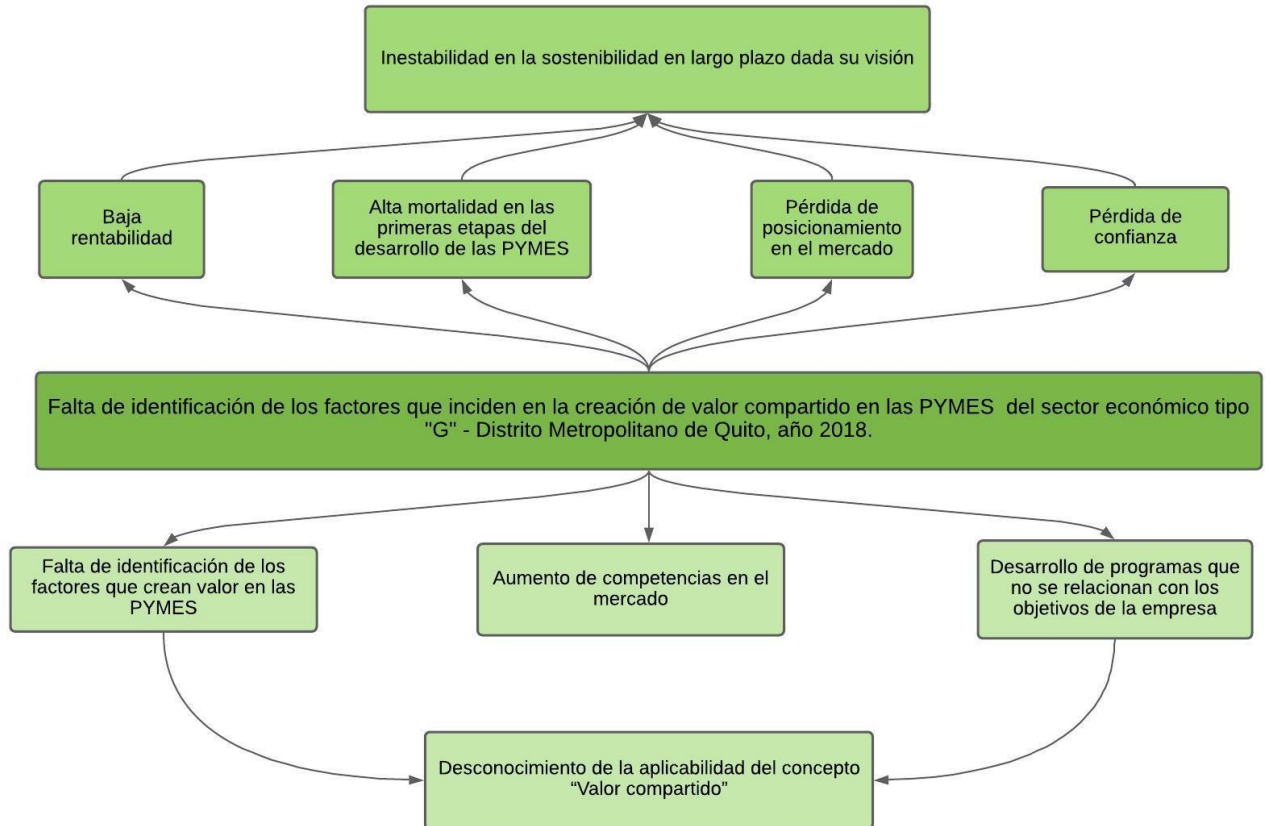 Inestabilidad en la sostenibilidad en largo plazo dada su visión
Baja
rentabilidad
Alta mortalidad en las
primeras etapas del
desarrollo de las PYMES
Pérdida de
posicionamiento
en el mercado
Pérdida de
confianza
Falta de identificación de los factores que inciden en la creación de valor compartido en las PYMES  del sector económico tipo
"G" - Distrito Metropolitano de Quito, año 2018.
Falta de identificación de los
factores que crean valor en las
PYMES
Aumento de competencias en el
mercado
Desarrollo de programas que
no se relacionan con los
objetivos de la empresa
Desconocimiento de la aplicabilidad del concepto
“Valor compartido”